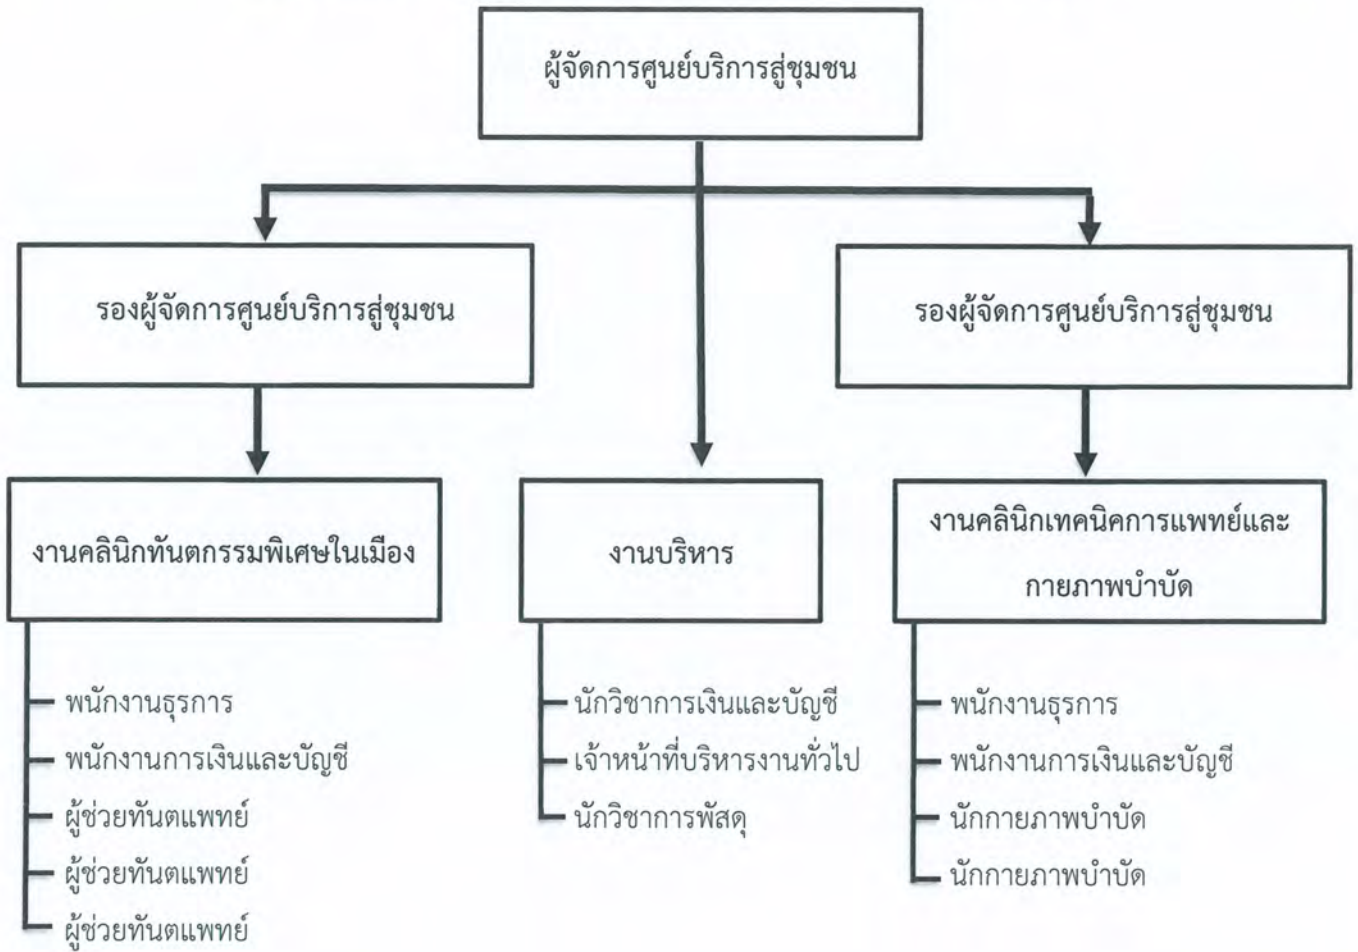 ผู้จัดการศูนย์บริการสู่ชุมชน
รองผู้จัดการศูนย์บริการสู่ชุมชน
รองผู้จัดการศูนย์บริการสู่ชุมชน
งานคลินิกทันตกรรมพิเศษในเมือง
พนักงานธุรการ
พนักงานการเงินและบัญชี
ผู้ช่วยทันตแพทย์
ผู้ช่วยทันตแพทย์
ผู้ช่วยทันตแพทย์
งานบริหาร
นักวิชาการเงินและบัญชี
เจ้าหน้าที่บริหารงานทั่วไป
นักวิชาการพัสดุ
งานคลินิกเทคนิคการแพทย์และ
กายภาพบำบัด
พนักงานธุรการ
พนักงานการเงินและบัญชี
นักกายภาพบำบัด
นักกายภาพบำบัด